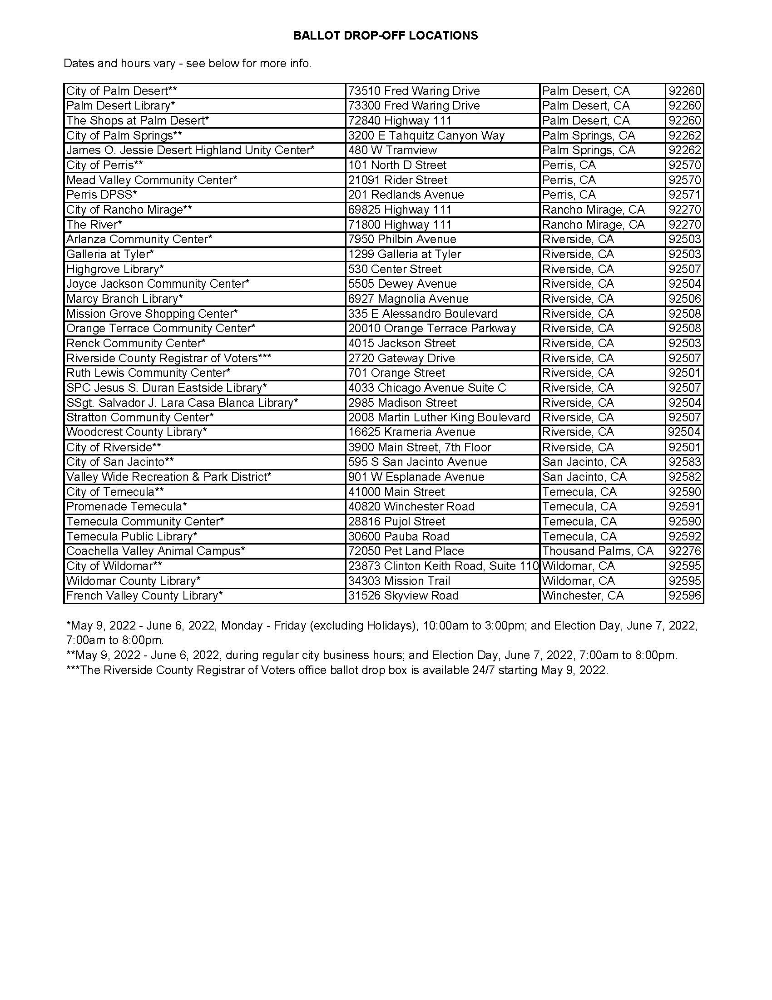 BALLOT DROP-OFF LOCATIONS
Dates and hours vary - see below for more info.
City of Palm Desert** 73510 Fred Waring Drive Palm Desert, CA 92260
Palm Desert Library* 73300 Fred Waring Drive Palm Desert, CA 92260
The Shops at Palm Desert* 72840 Highway 111 Palm Desert, CA 92260
City of Palm Springs** 3200 E Tahquitz Canyon Way Palm Springs, CA 92262
James O. Jessie Desert Highland Unity Center* 480 W Tramview Palm Springs, CA 92262
City of Perris** 101 North D Street Perris, CA 92570
Mead Valley Community Center* 21091 Rider Street Perris, CA 92570
Perris DPSS* 201 Redlands Avenue Perris, CA 92571
City of Rancho Mirage** 69825 Highway 111 Rancho Mirage, CA 92270
The River* 71800 Highway 111 Rancho Mirage, CA 92270
Arlanza Community Center* 7950 Philbin Avenue Riverside, CA 92503
Galleria at Tyler* 1299 Galleria at Tyler Riverside, CA 92503
Highgrove Library* 530 Center Street Riverside, CA 92507
Joyce Jackson Community Center* 5505 Dewey Avenue Riverside, CA 92504
Marcy Branch Library* 6927 Magnolia Avenue Riverside, CA 92506
Mission Grove Shopping Center* 335 E Alessandro Boulevard Riverside, CA 92508
Orange Terrace Community Center* 20010 Orange Terrace Parkway Riverside, CA 92508
Renck Community Center* 4015 Jackson Street Riverside, CA 92503
Riverside County Registrar of Voters*** 2720 Gateway Drive Riverside, CA 92507
Ruth Lewis Community Center* 701 Orange Street Riverside, CA 92501
SPC Jesus S. Duran Eastside Library* 4033 Chicago Avenue Suite C Riverside, CA 92507
SSgt. Salvador J. Lara Casa Blanca Library* 2985 Madison Street Riverside, CA 92504
Stratton Community Center* 2008 Martin Luther King Boulevard Riverside, CA 92507
Woodcrest County Library* 16625 Krameria Avenue Riverside, CA 92504
City of Riverside** 3900 Main Street, 7th Floor Riverside, CA 92501
City of San Jacinto** 595 S San Jacinto Avenue San Jacinto, CA 92583
Valley Wide Recreation & Park District* 901 W Esplanade Avenue San Jacinto, CA 92582
City of Temecula** 41000 Main Street Temecula, CA 92590
Promenade Temecula* 40820 Winchester Road Temecula, CA 92591
Temecula Community Center* 28816 Pujol Street Temecula, CA 92590
Temecula Public Library* 30600 Pauba Road Temecula, CA 92592
Coachella Valley Animal Campus* 72050 Pet Land Place Thousand Palms, CA 92276
City of Wildomar** 23873 Clinton Keith Road, Suite 110 Wildomar, CA 92595
Wildomar County Library* 34303 Mission Trail Wildomar, CA 92595
French Valley County Library* 31526 Skyview Road Winchester, CA 92596
*May 9, 2022 - June 6, 2022, Monday - Friday (excluding Holidays), 10:00am to 3:00pm; and Election Day, June 7, 2022,
7:00am to 8:00pm.
**May 9, 2022 - June 6, 2022, during regular city business hours; and Election Day, June 7, 2022, 7:00am to 8:00pm.
***The Riverside County Registrar of Voters office ballot drop box is available 24/7 starting May 9, 2022.